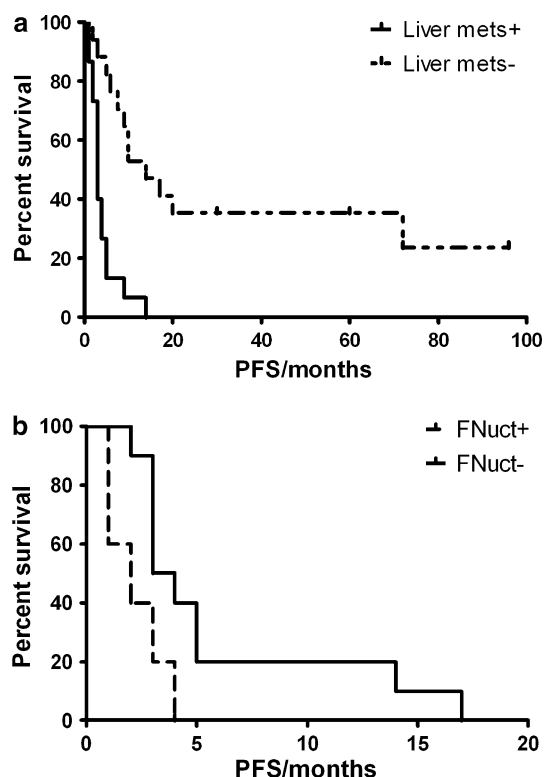 a
Liver mets+
Liver mets-
Percent survival
100
80
60
40
20
0
0 20 40 60 80 100
PFS/months
b
FNuct+
FNuct-
Percent survival
100
80
60
40
20
0
0 5 10 15 20
PFS/months